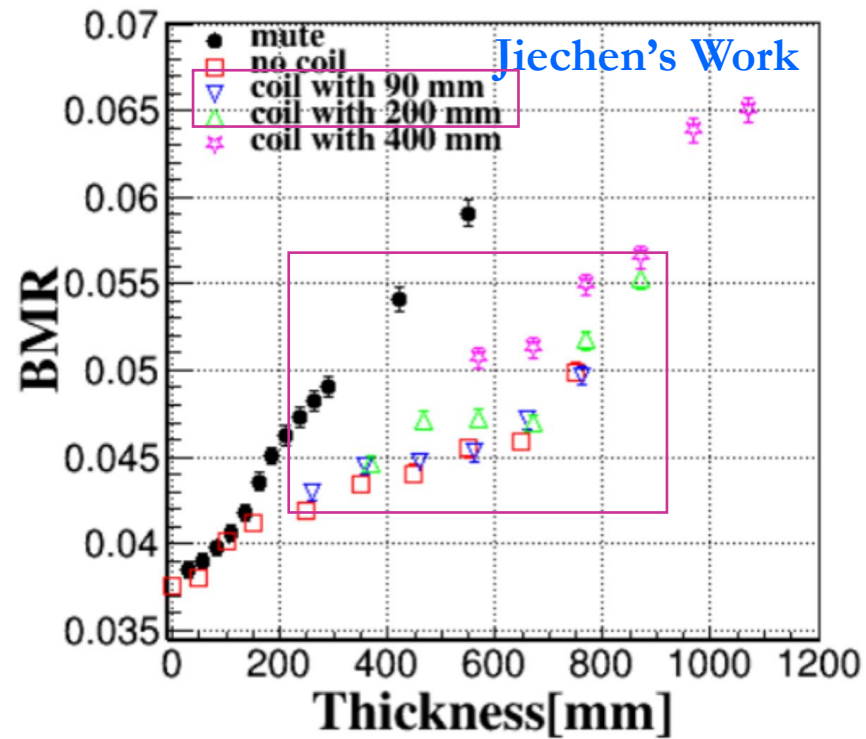 Jiechen's Work
mute
no coil
coil with 90 mm
coil with 200 mm
coil with 400 mm
BMR
0.07
0.065
0.06
0.055
0.05
0.045
0.04
0.035
0 200 400 600 800 1000 1200
Thickness[mm]